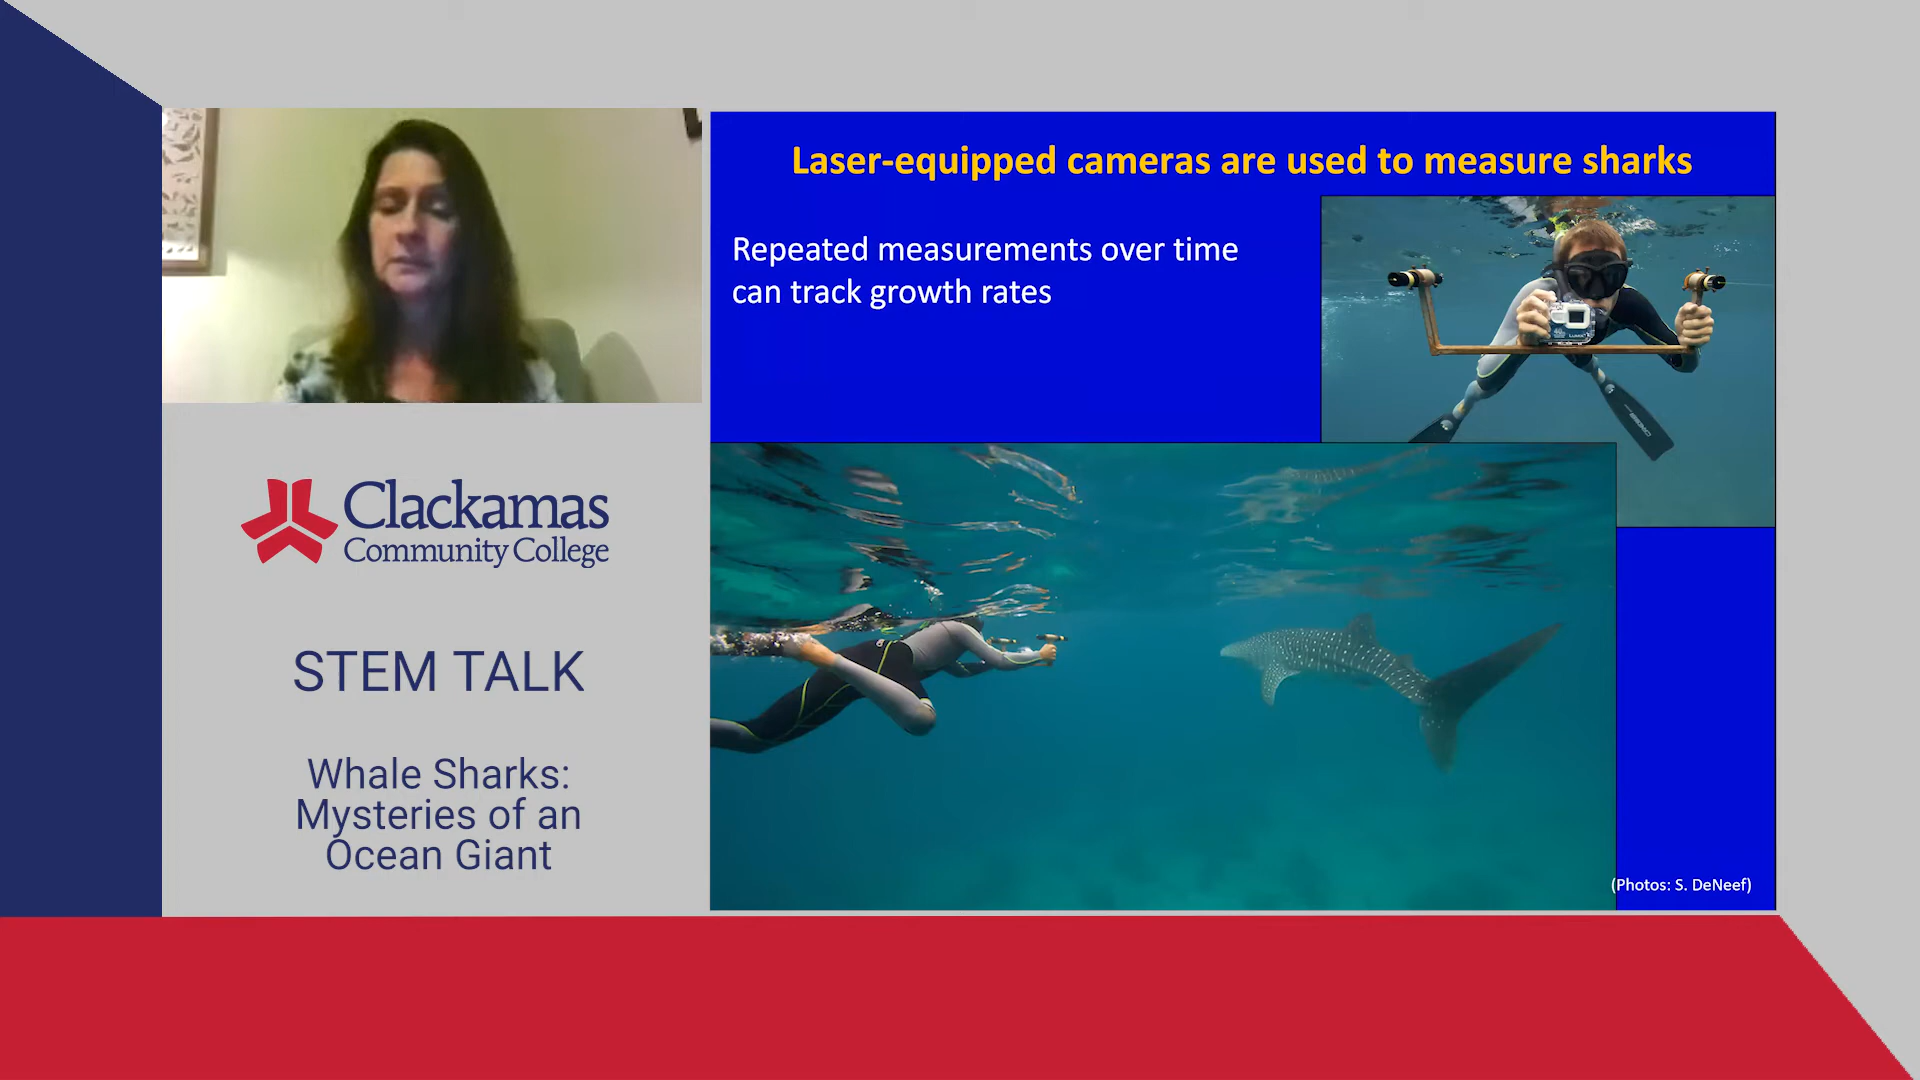 Laser-equipped cameras are used to measure sharks
Repeated measurements over time
can track growth rates
(Photos: S. DeNeef)
Clackamas
Community College
STEM TALK
Whale Sharks:
Mysteries of an
Ocean Giant